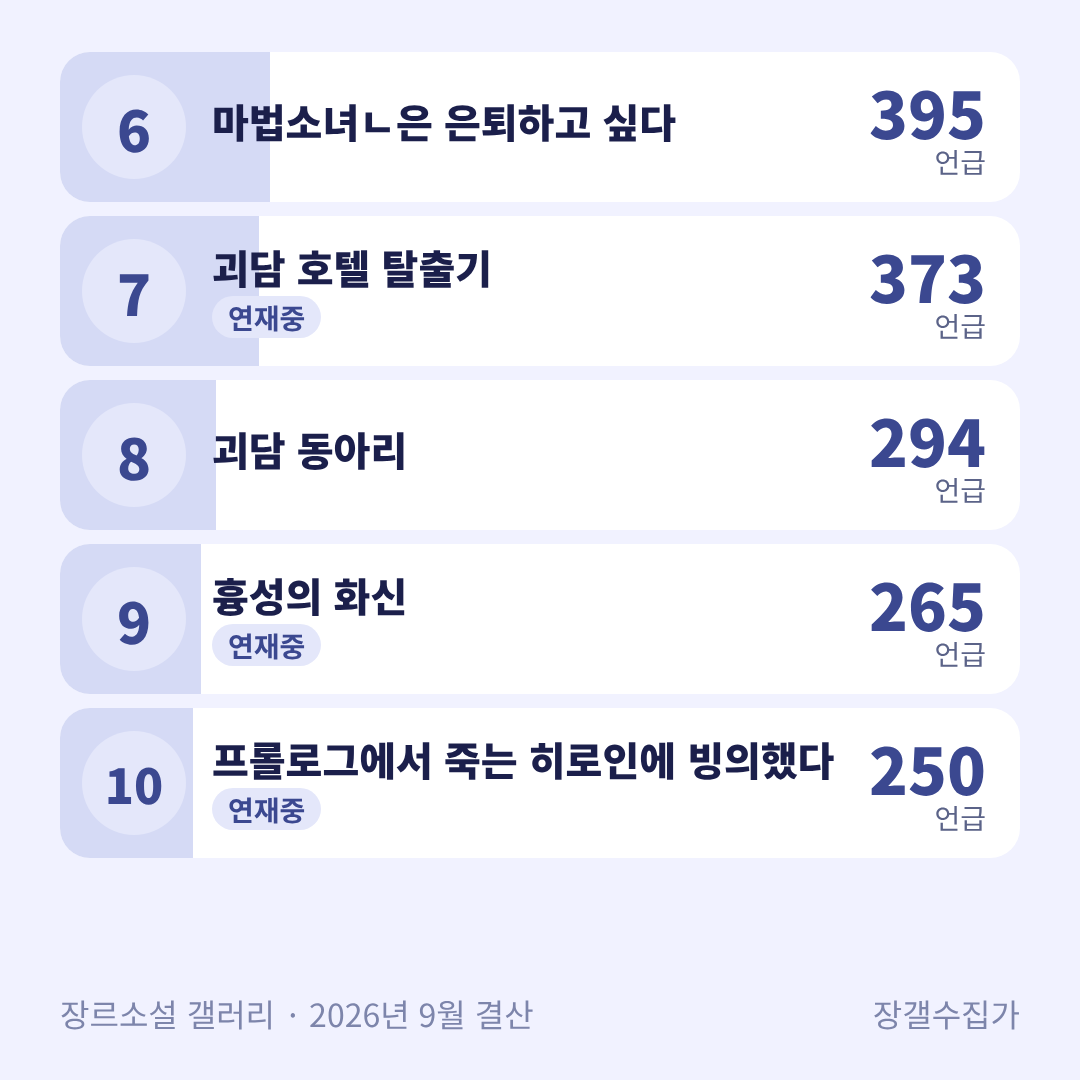 6
마법소녀ㄴ은 은퇴하고 싶다
395
언급
7
괴담 호텔 탈출기
연재중
373
언급
8
괴담 동아리
294
언급
9
흉성의 화신
연재중
265
언급
10
프롤로그에서 죽는 히로인에 빙의했다
연재중
250
언급
장르소설 갤러리 · 2026년 9월 결산
장갤수집가